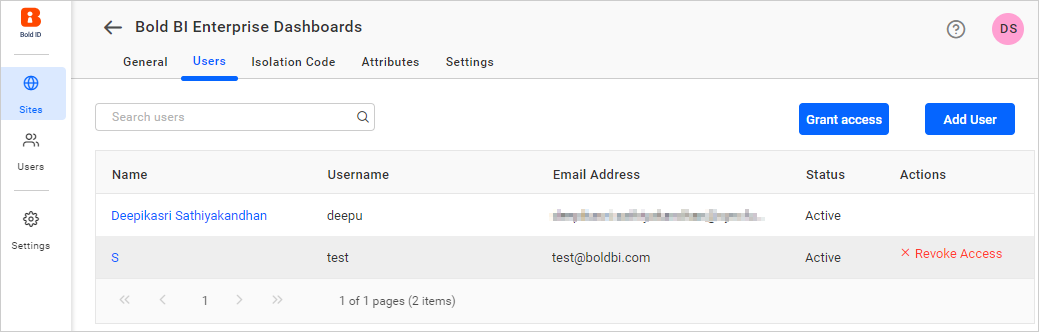 Bold ID
Bold BI Enterprise Dashboards
DS
General Users Isolation Code Attributes Settings
Sites
Users
Settings
Search users
Grant access
Add User
Name Username Email Address Status Actions
Deepikasri Sathiyakandhan deepu Active
S test test@boldbi.com Active × Revoke Access
1 1 of 1 pages (2 items)